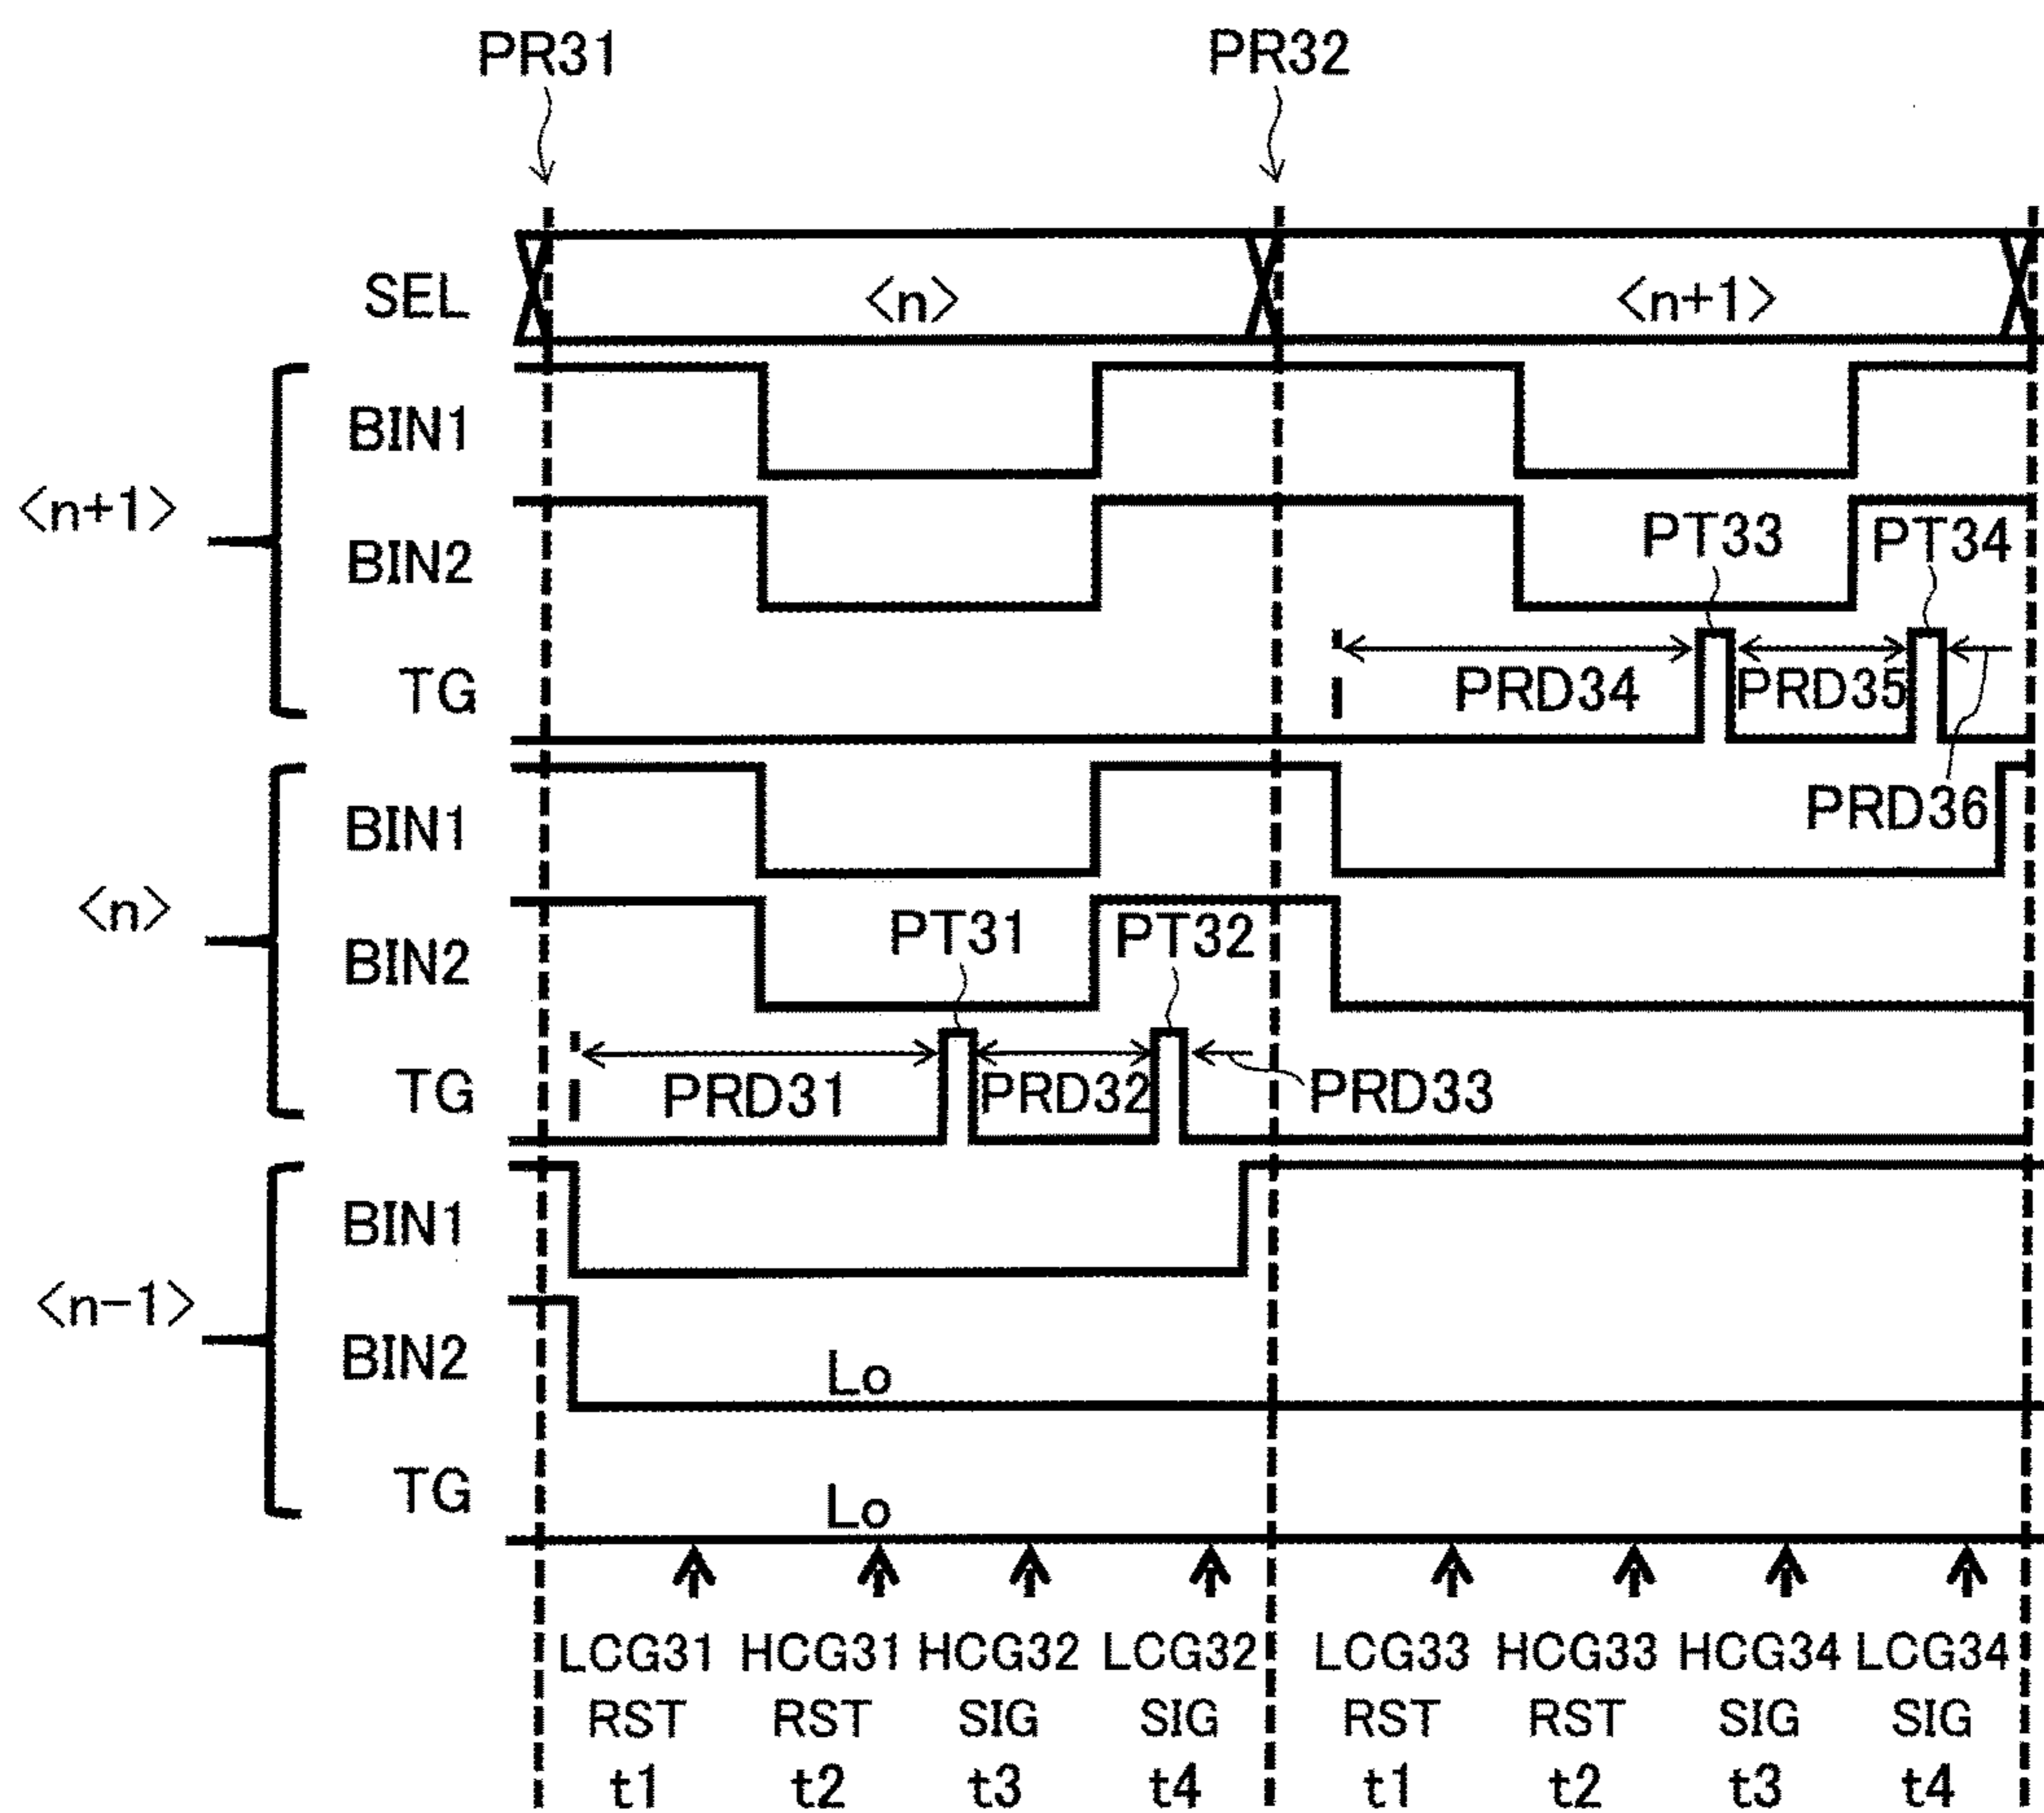 PR31 PR32
SEL <n> <n+1>
<n+1>
BIN1
BIN2 PT33 PT34
TG PRD34 PRD35
PRD36
<n>
BIN1
BIN2 PT31 PT32
TG PRD31 PRD32 PRD33
<n-1>
BIN1
BIN2 Lo
TG Lo
LCG31 HCG31 HCG32 LCG32 LCG33 HCG33 HCG34 LCG34
RST RST SIG SIG RST RST SIG SIG
t1 t2 t3 t4 t1 t2 t3 t4